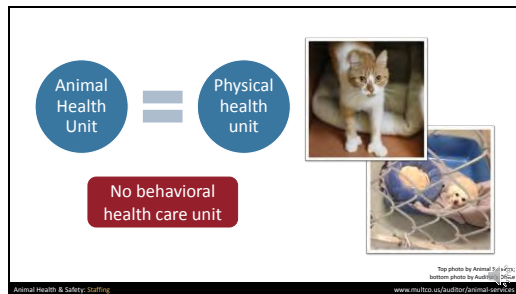 Animal
Health
Unit
Physical
health
unit
No behavioral
health care unit
Top photo by Animal
bottom photo by
Animal Health & Safety: Staffing
www.multco.us/auditor/animal-services